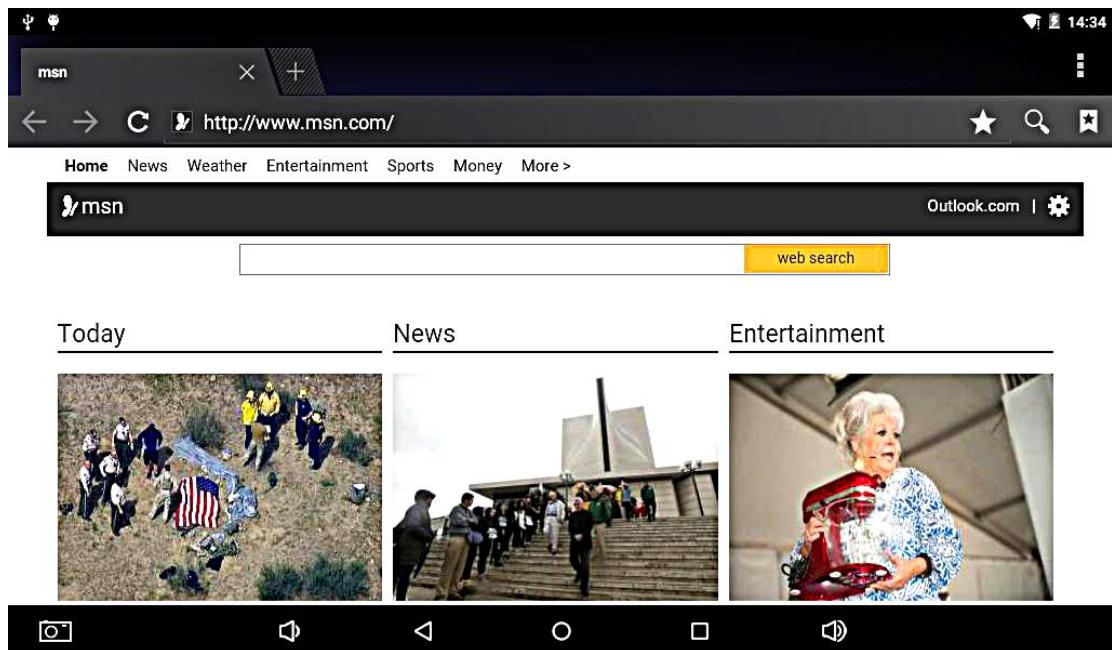 14:34
msn
http://www.msn.com/
Home News Weather Entertainment Sports Money More >
msn Outlook.com |
web search
Today News Entertainment